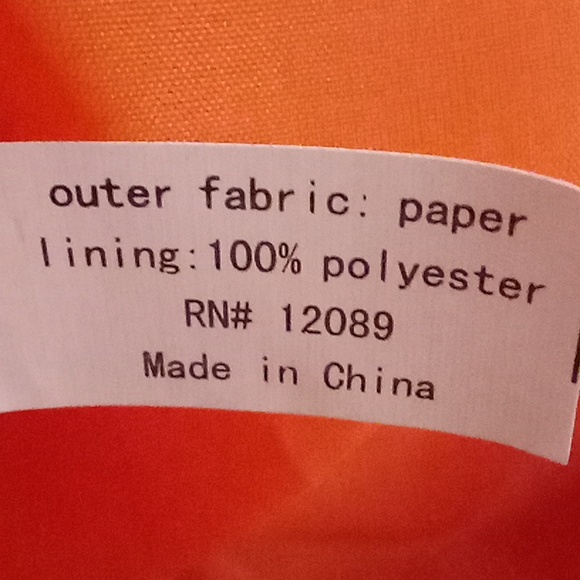 outer fabric: paper
lining:100% polyester
RN# 12089
Made in China